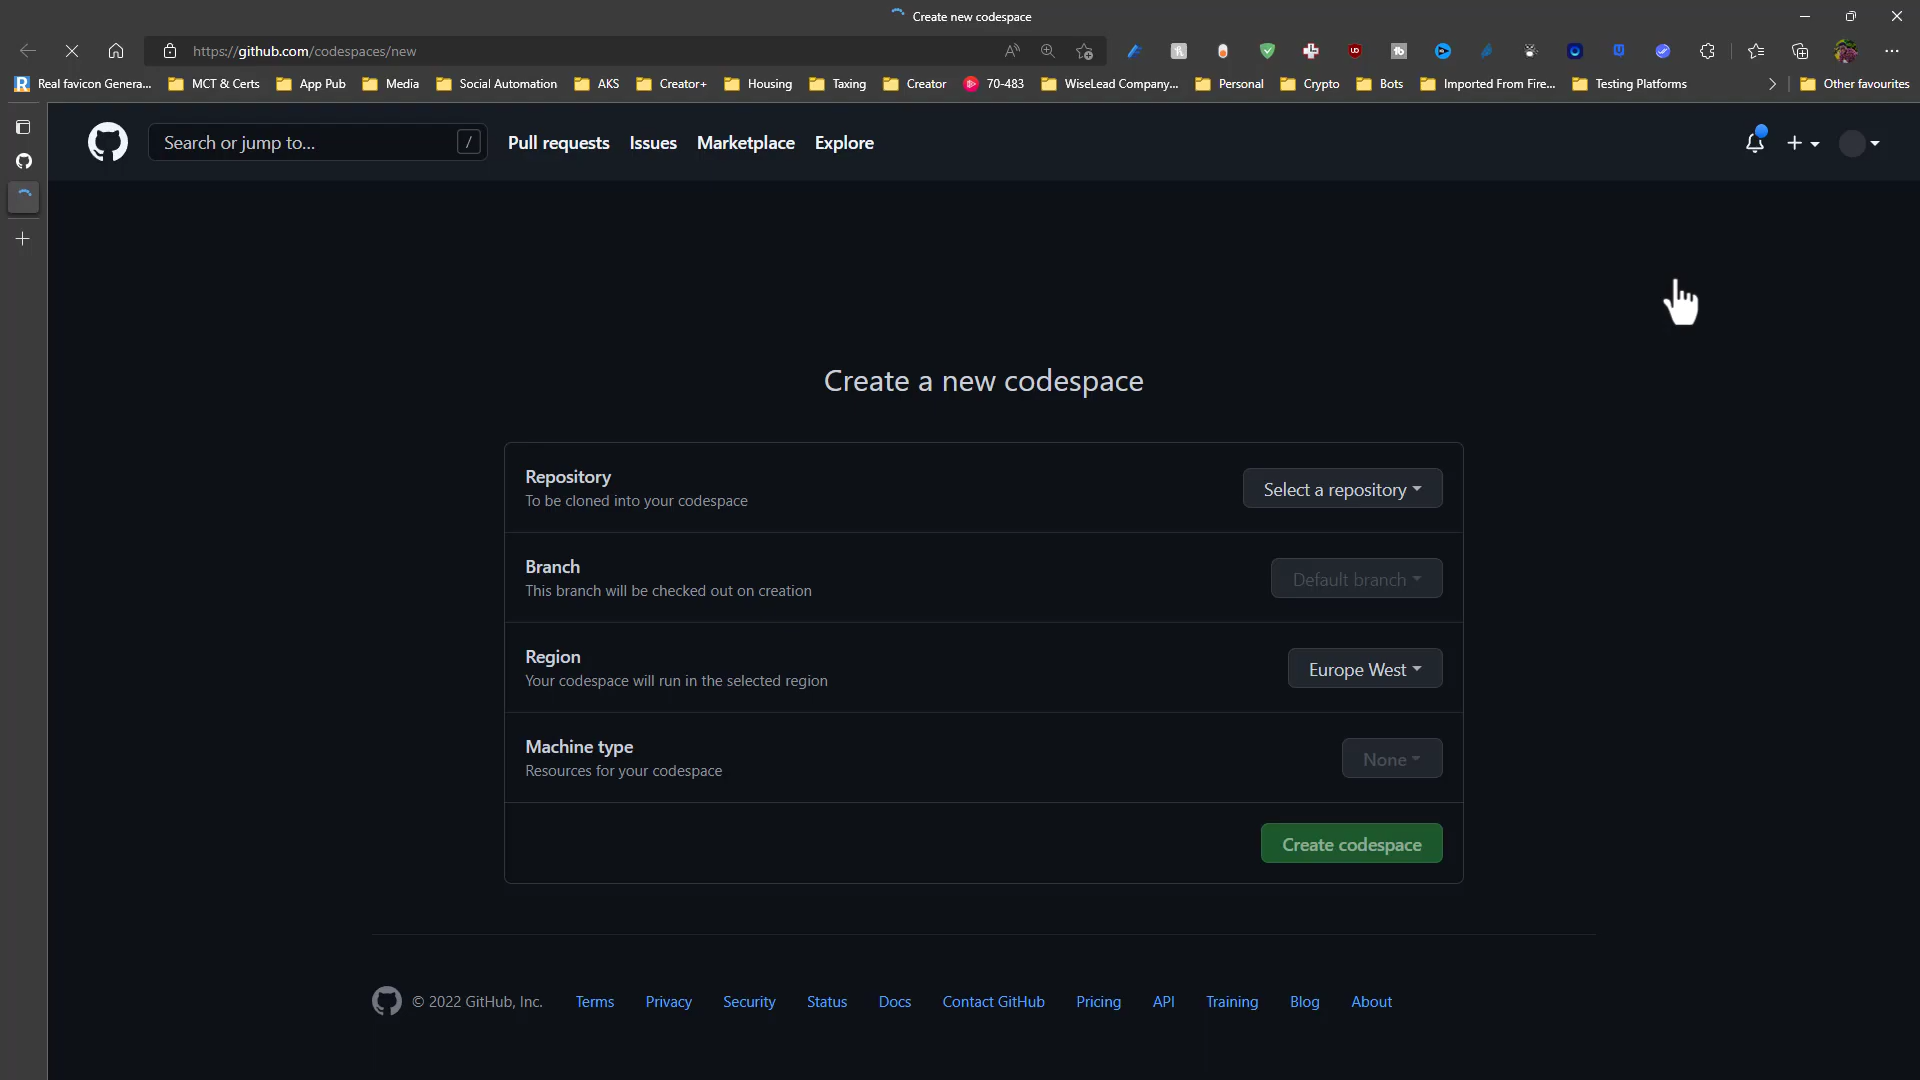 Create new codespace
https://github.com/codespaces/new
Real favicon Genera... MCT & Certs App Pub Media Social Automation AKS Creator+ Housing Taxing Creator 70-483 WiseLead Company... Personal Crypto Bots Imported From Fire... Testing Platforms Other favourites
Search or jump to... / Pull requests Issues Marketplace Explore
Create a new codespace
Repository
To be cloned into your codespace
Select a repository
Branch
This branch will be checked out on creation
Default branch
Region
Your codespace will run in the selected region
Europe West
Machine type
Resources for your codespace
None
Create codespace
© 2022 GitHub, Inc. Terms Privacy Security Status Docs Contact GitHub Pricing API Training Blog About